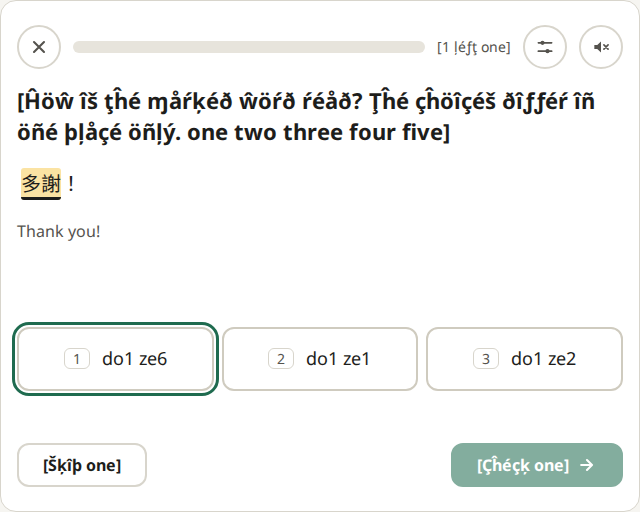 [1 ļéƒţ one]
[Ĥöŵ îš ţĥé ɱåŕķéð ŵöŕð ŕéåð? Ţĥé çĥöîçéš ðîƒƒéŕ îñ
öñé þļåçé öñļý. one two three four five]
多謝！
Thank you!
1 do1 ze6
2 do1 ze1
3 do1 ze2
[Šķîþ one]
[Çĥéçķ one] →